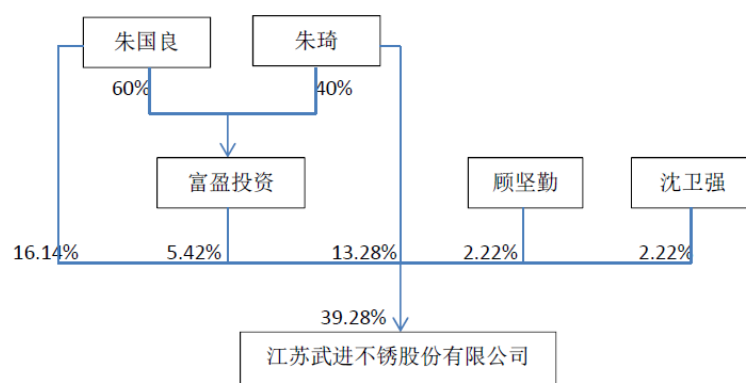 朱国良
朱琦
60%
40%
富盈投资
顾坚勤
沈卫强
16.14%
5.42%
13.28%
2.22%
2.22%
39.28%
江苏武进不锈股份有限公司